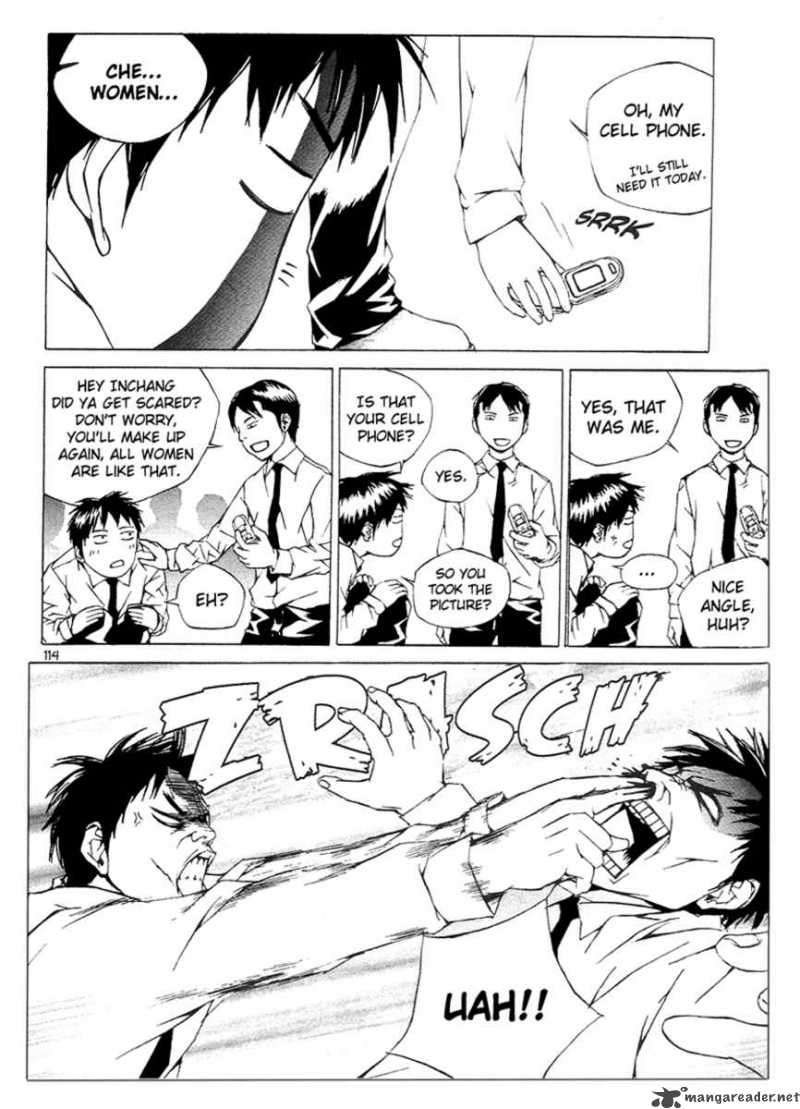 CHE...
WOMEN...
OH, MY
CELL PHONE.
I'LL STILL
NEED IT TODAY.
SRRK
HEY INCHANG
DID YA GET SCARED?
DON'T WORRY,
YOU'LL MAKE UP
AGAIN, ALL WOMEN
ARE LIKE THAT.
EH?
IS THAT
YOUR CELL
PHONE?
YES.
SO YOU
TOOK THE
PICTURE?
YES, THAT
WAS ME.
...
NICE
ANGLE,
HUH?
114
ZRASCH
UAH!!
mangareader.net